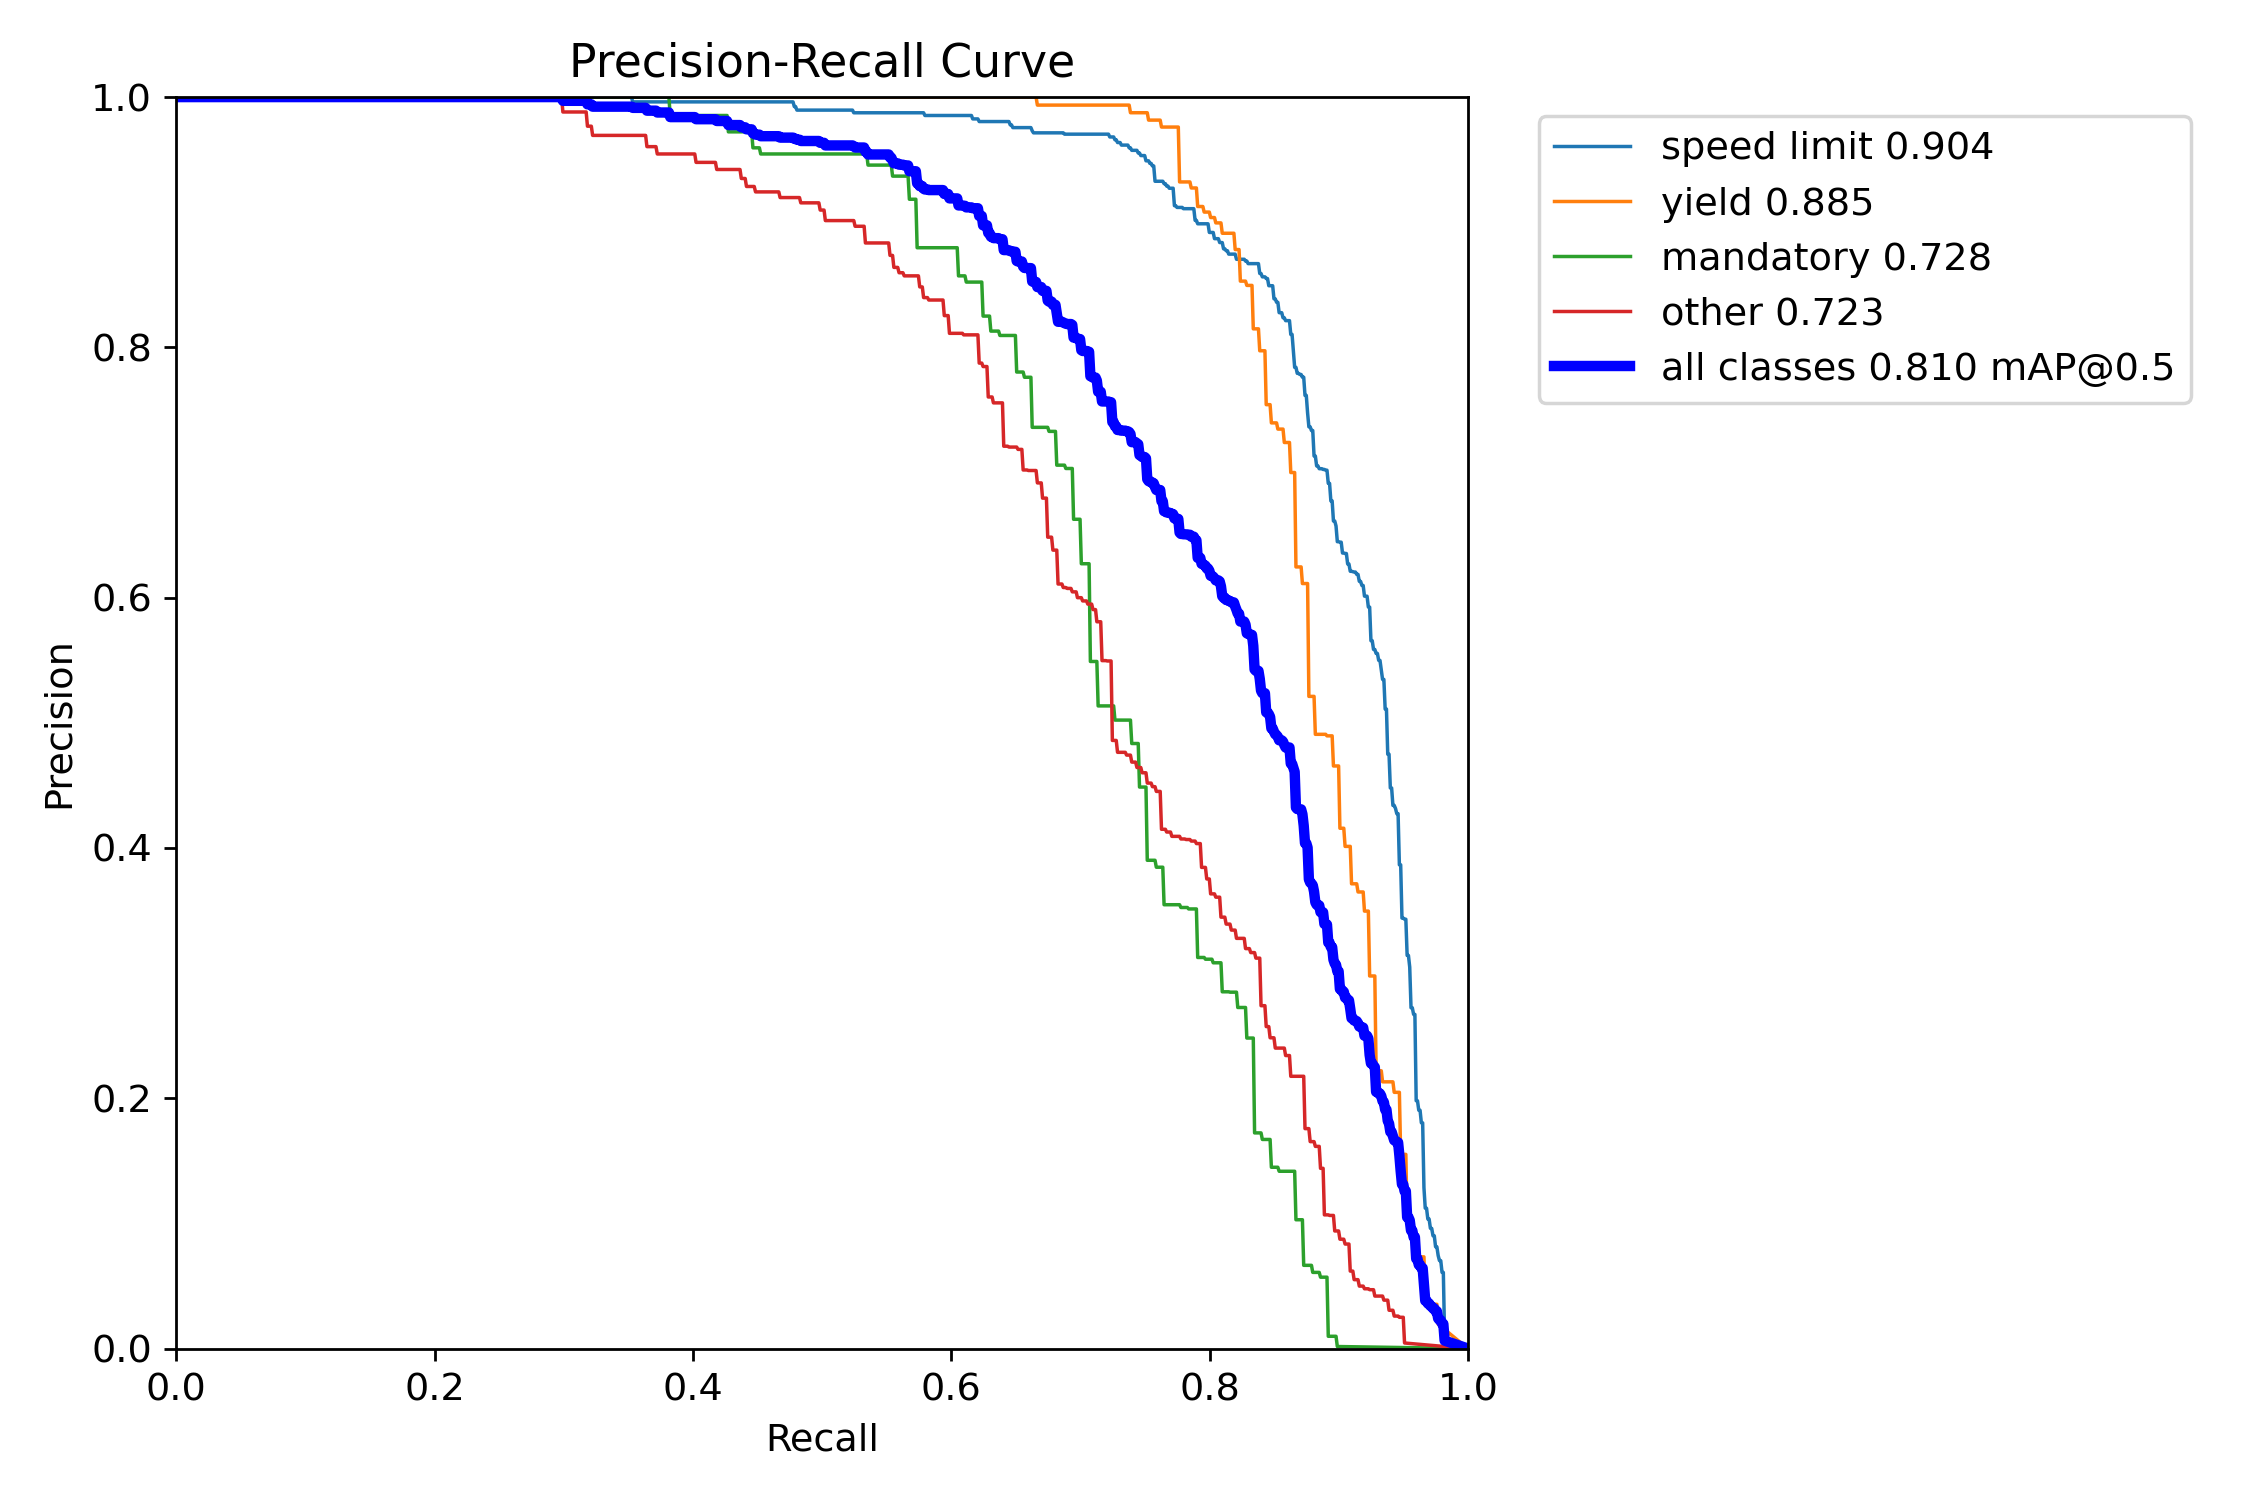 Precision-Recall Curve
1.0
0.8
0.6
0.4
0.2
0.0
Precision
0.0 0.2 0.4 0.6 0.8 1.0
Recall
speed limit 0.904
yield 0.885
mandatory 0.728
other 0.723
all classes 0.810 mAP@0.5